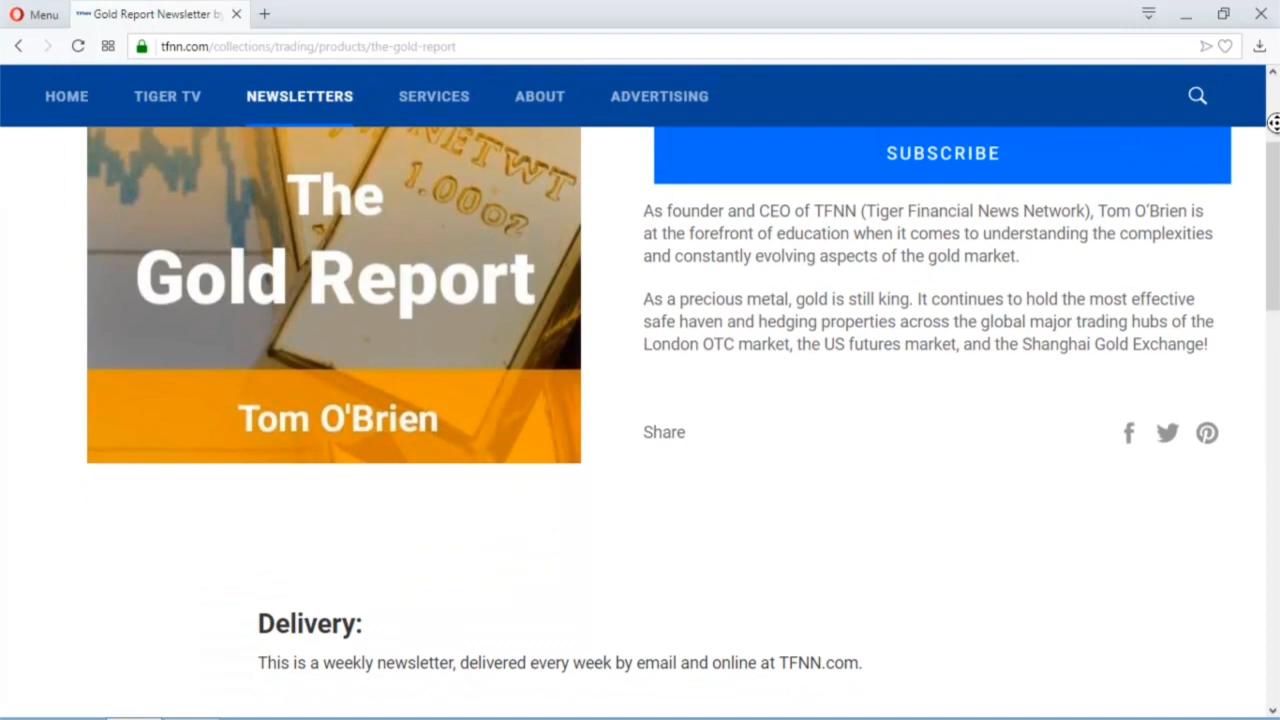 Menu
TFNN Gold Report Newsletter by
tfnn.com/collections/trading/products/the-gold-report
HOME TIGER TV NEWSLETTERS SERVICES ABOUT ADVERTISING
NETWT
1.00oz
The
Gold Report
Tom O'Brien
SUBSCRIBE
As founder and CEO of TFNN (Tiger Financial News Network), Tom O'Brien is
at the forefront of education when it comes to understanding the complexities
and constantly evolving aspects of the gold market.
As a precious metal, gold is still king. It continues to hold the most effective
safe haven and hedging properties across the global major trading hubs of the
London OTC market, the US futures market, and the Shanghai Gold Exchange!
Share
Delivery:
This is a weekly newsletter, delivered every week by email and online at TFNN.com.